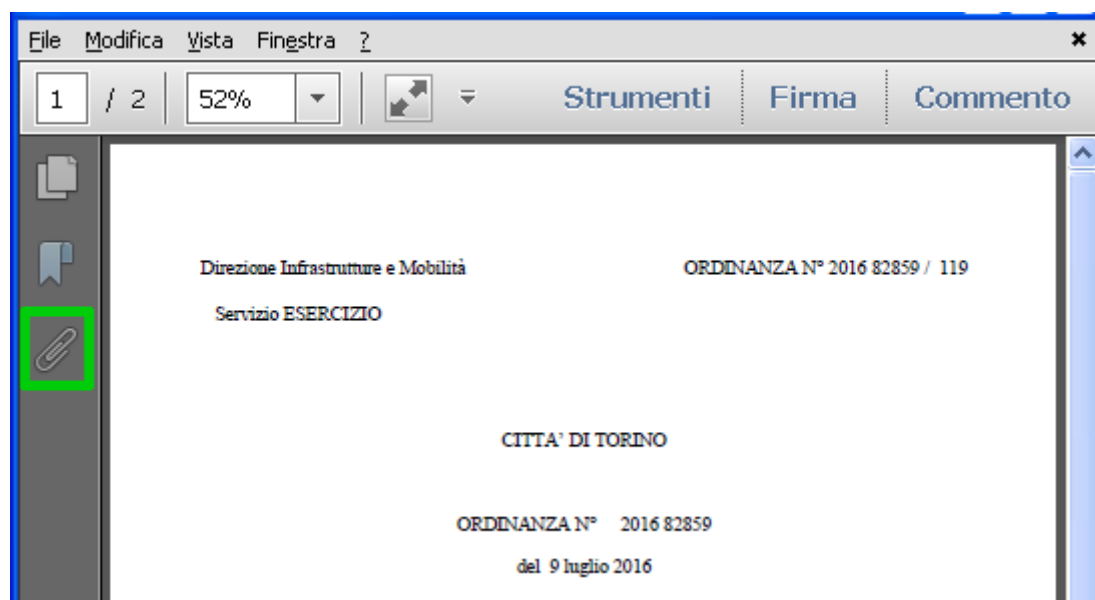 File Modifica Vista Finestra ?
1 / 2 52% Strumenti Firma Commento
Direzione Infrastrutture e Mobilità ORDINANZA N° 2016 82859 / 119
Servizio ESERCIZIO
CITTA' DI TORINO
ORDINANZA N° 2016 82859
del 9 luglio 2016